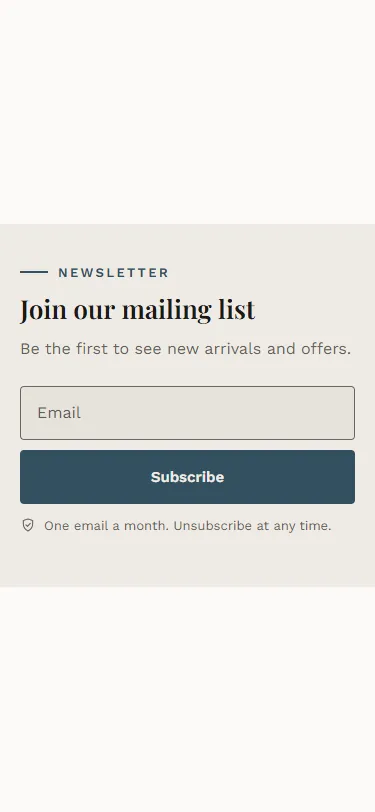 NEWSLETTER
Join our mailing list
Be the first to see new arrivals and offers.
Email
Subscribe
One email a month. Unsubscribe at any time.